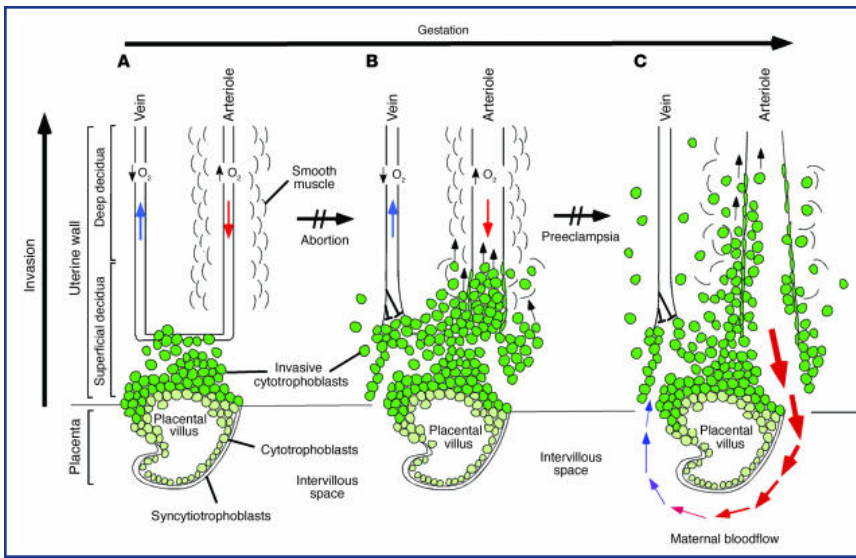 Gestation
A
B
C
Vein
Arteriole
Vein
Arteriole
Vein
Arteriole
Invasion
Uterine wall
Deep decidua
Superficial decidua
Placenta
O2
O2
O2
O2
Smooth
muscle
Abortion
Preeclampsia
Invasive
cytotrophoblasts
Placental
villus
Placental
villus
Placental
villus
Cytotrophoblasts
Syncytiotrophoblasts
Intervillous
space
Intervillous
space
Maternal bloodflow